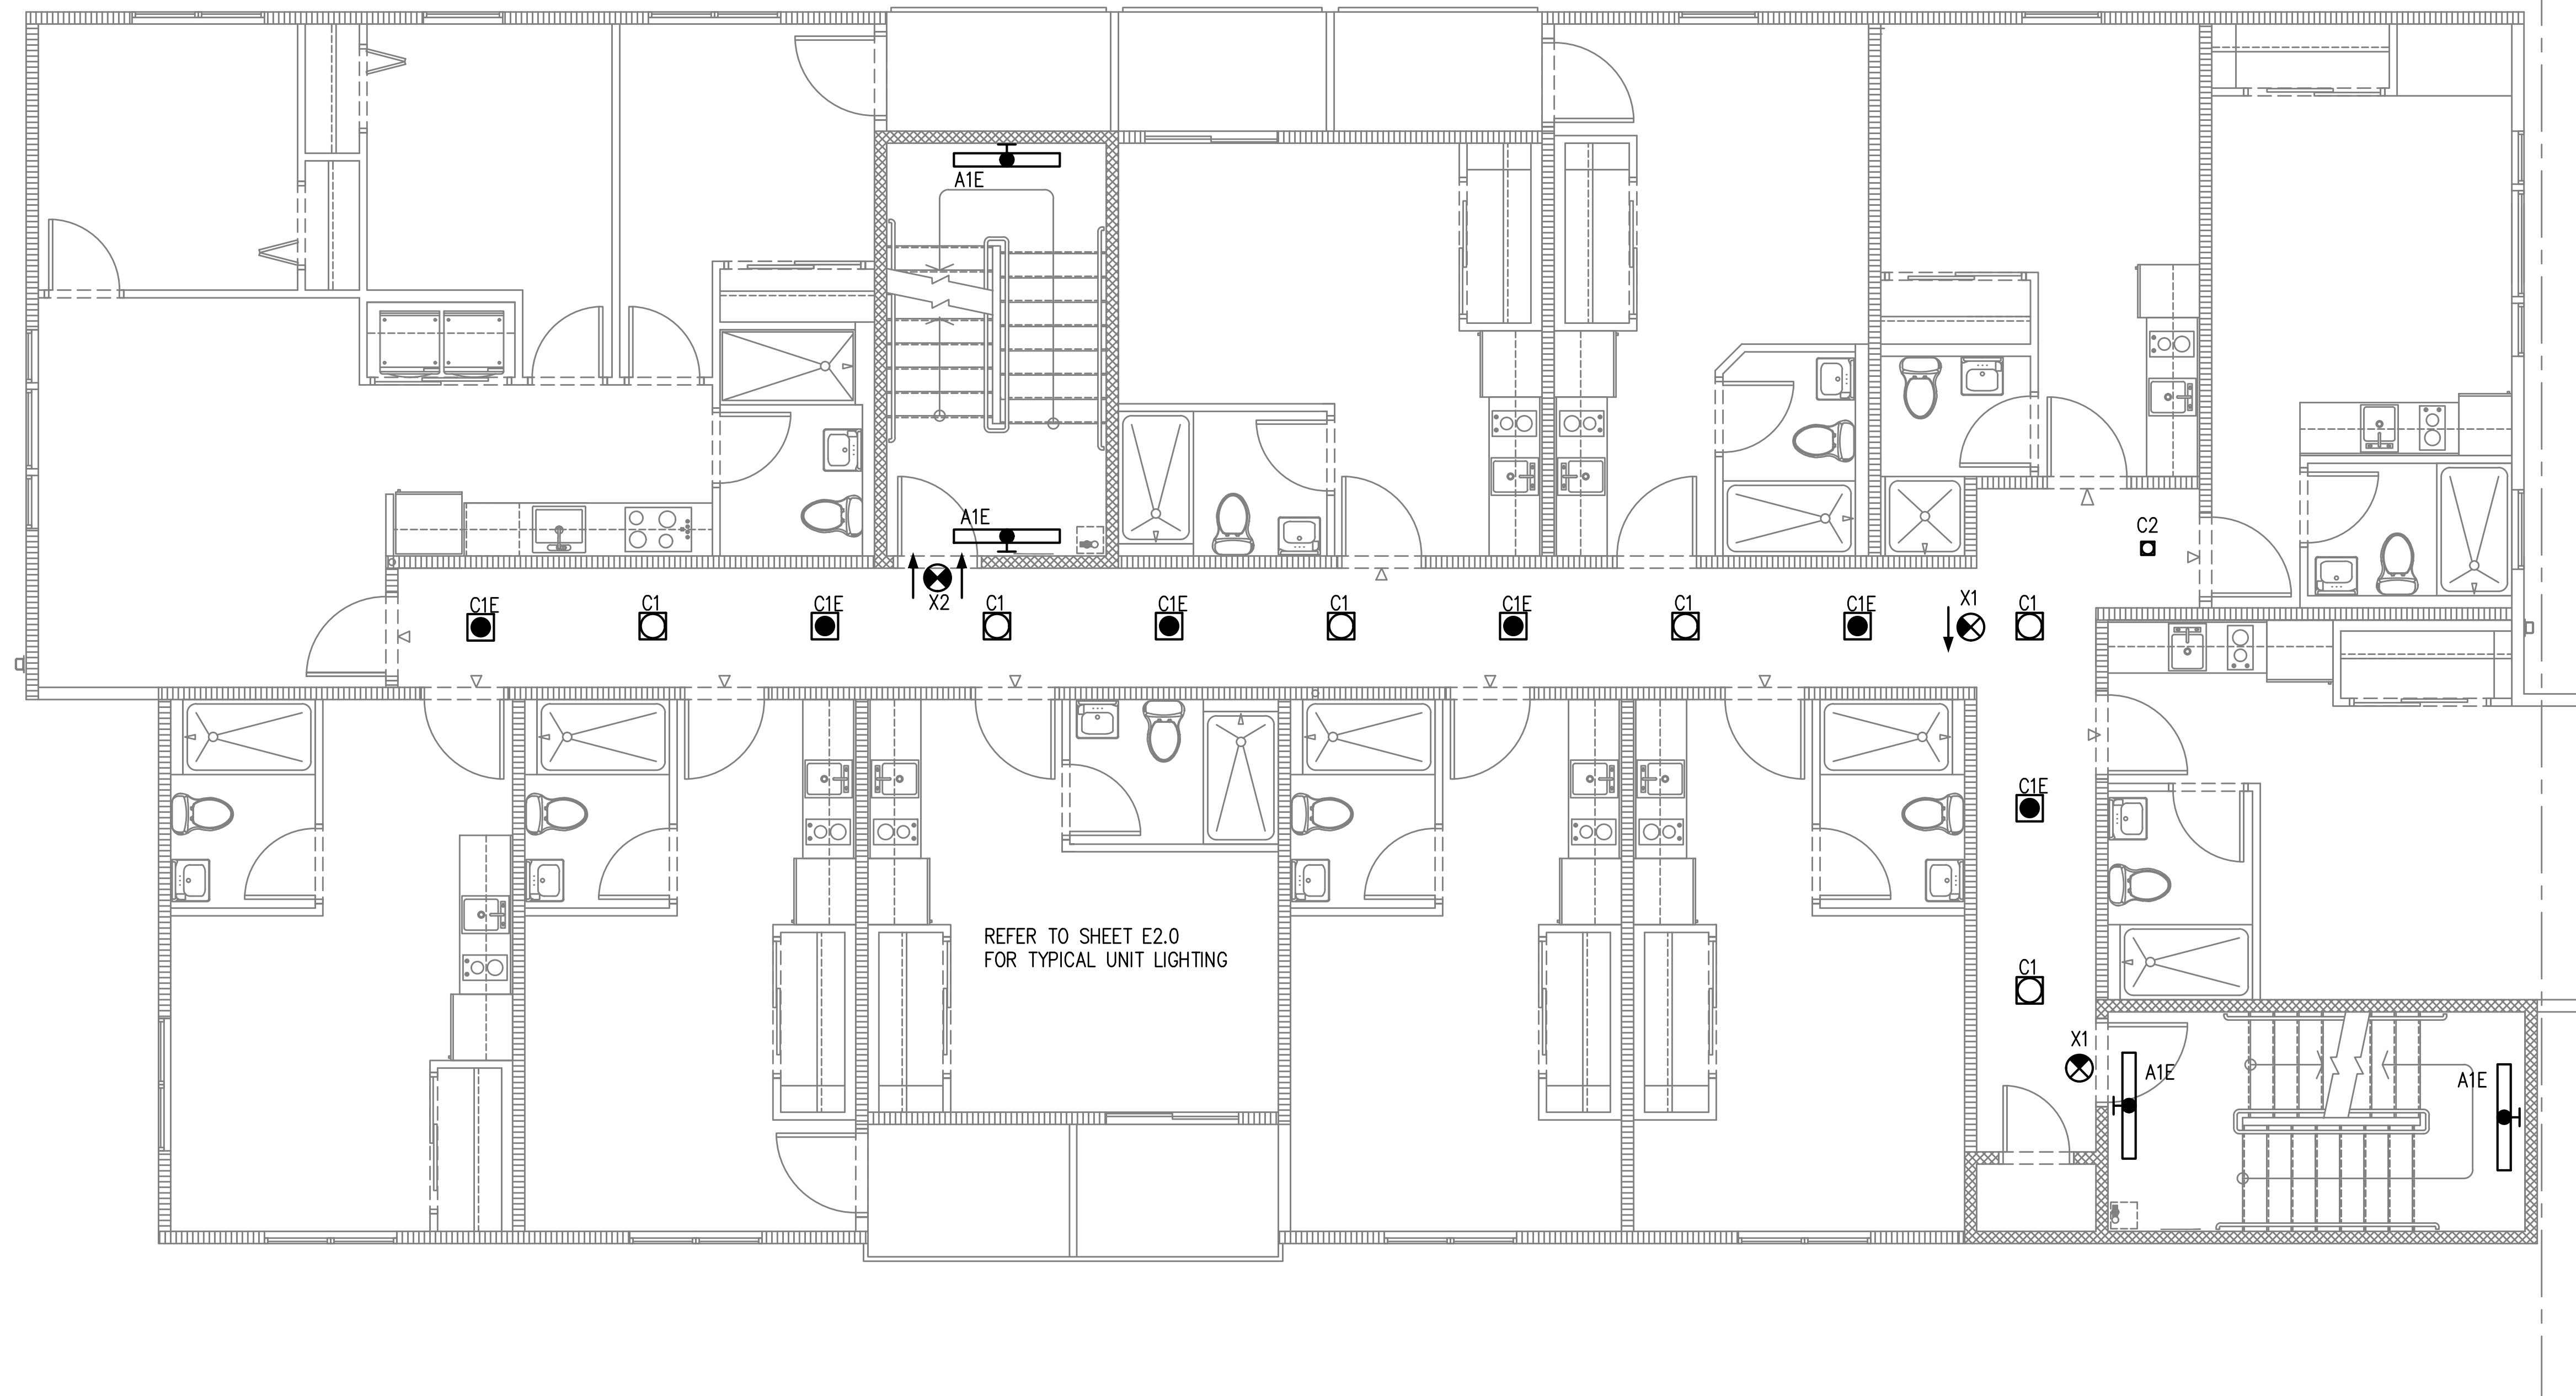 A1E
A1E
C2
X2
C1E
C1
C1E
C1
C1E
C1
C1E
C1
C1E
X1
C1
C1E
REFER TO SHEET E2.0
FOR TYPICAL UNIT LIGHTING
C1
X1
A1E
A1E